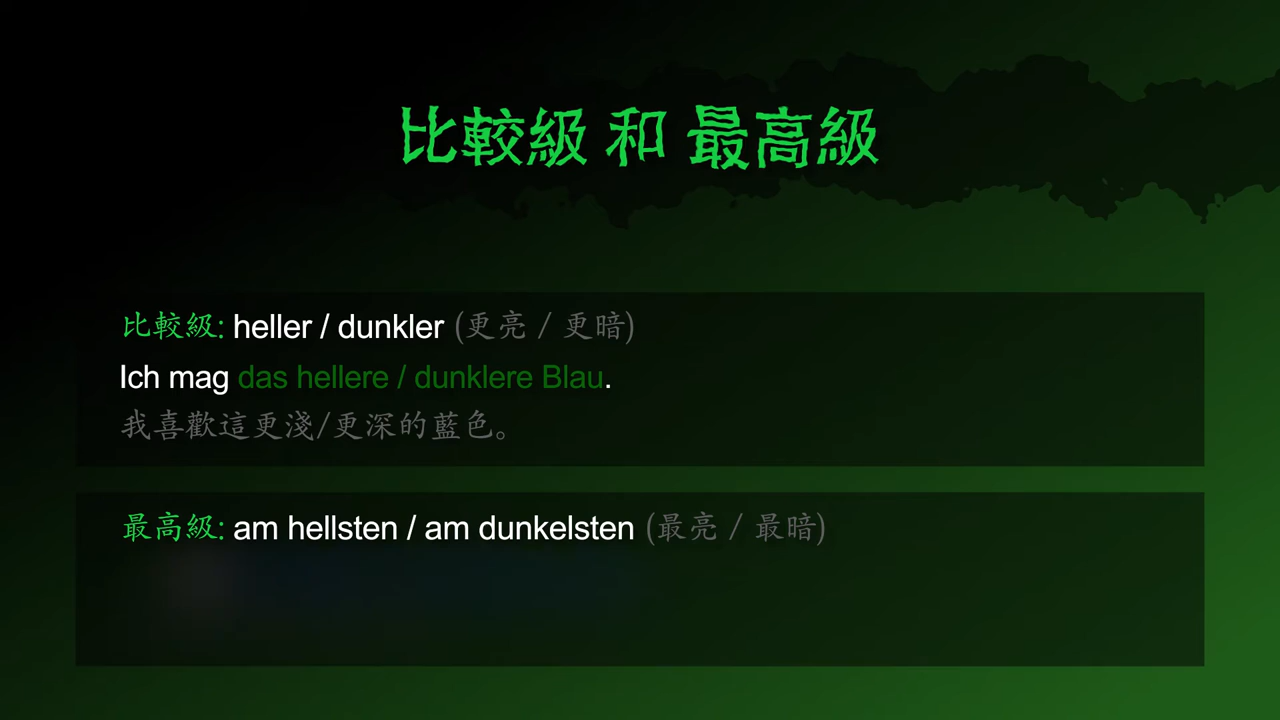 比較級 和 最高級
比較級: heller / dunkler (更亮 / 更暗)
Ich mag das hellere / dunklere Blau.
我喜歡這更淺/更深的藍色。
最高級: am hellsten / am dunkelsten (最亮 / 最暗)